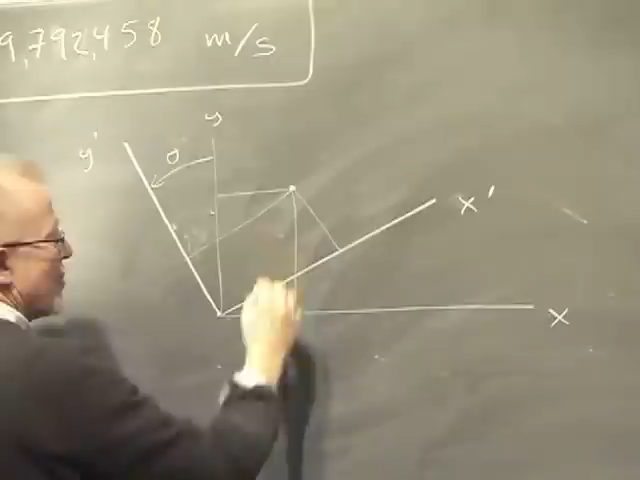 9,792,458 m/s
y
y'
θ
x'
x